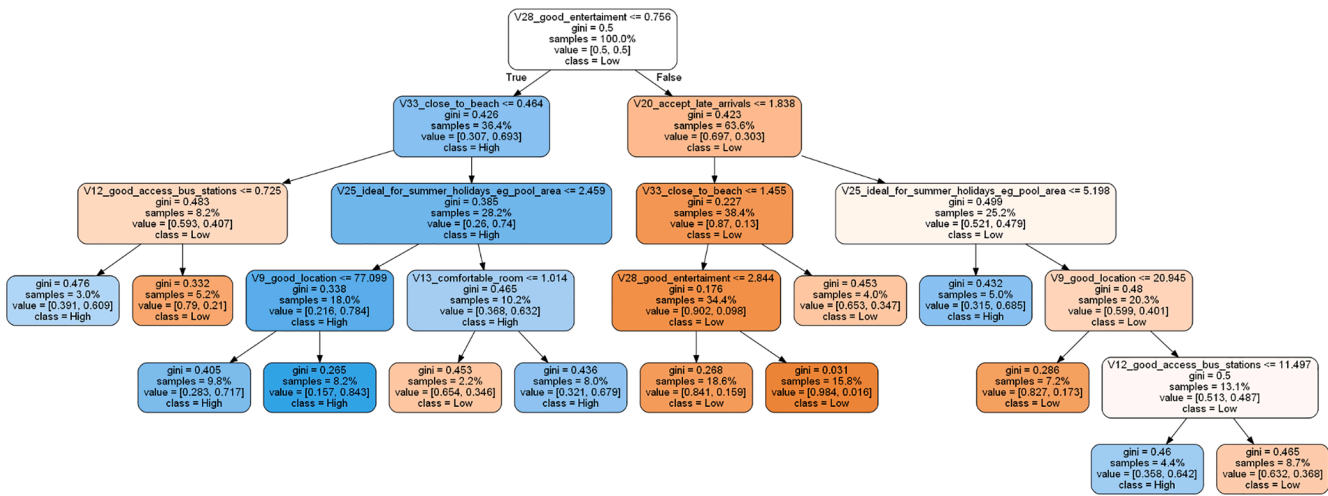 V28_good_entertaiment <= 0.756
gini = 0.5
samples = 100.0%
value = [0.5, 0.5]
class = Low
True
False
V33_close_to_beach <= 0.464
gini = 0.426
samples = 36.4%
value = [0.307, 0.693]
class = High
V20_accept_late_arrivals <= 1.838
gini = 0.423
samples = 63.6%
value = [0.697, 0.303]
class = Low
V12_good_access_bus_stations <= 0.725
gini = 0.483
samples = 8.2%
value = [0.593, 0.407]
class = Low
V25_ideal_for_summer_holidays_eg_pool_area <= 2.459
gini = 0.385
samples = 28.2%
value = [0.26, 0.74]
class = High
V33_close_to_beach <= 1.455
gini = 0.227
samples = 38.4%
value = [0.87, 0.13]
class = Low
V25_ideal_for_summer_holidays_eg_pool_area <= 5.198
gini = 0.499
samples = 25.2%
value = [0.521, 0.479]
class = Low
gini = 0.476
samples = 3.0%
value = [0.391, 0.609]
class = High
gini = 0.332
samples = 5.2%
value = [0.79, 0.21]
class = Low
V9_good_location <= 77.099
gini = 0.338
samples = 18.0%
value = [0.216, 0.784]
class = High
V13_comfortable_room <= 1.014
gini = 0.465
samples = 10.2%
value = [0.368, 0.632]
class = High
V28_good_entertaiment <= 2.844
gini = 0.176
samples = 34.4%
value = [0.902, 0.098]
class = Low
gini = 0.453
samples = 4.0%
value = [0.653, 0.347]
class = Low
gini = 0.432
samples = 5.0%
value = [0.315, 0.685]
class = High
V9_good_location <= 20.945
gini = 0.48
samples = 20.3%
value = [0.599, 0.401]
class = Low
gini = 0.405
samples = 9.8%
value = [0.283, 0.717]
class = High
gini = 0.265
samples = 8.2%
value = [0.157, 0.843]
class = High
gini = 0.453
samples = 2.2%
value = [0.654, 0.346]
class = Low
gini = 0.436
samples = 8.0%
value = [0.321, 0.679]
class = High
gini = 0.268
samples = 18.6%
value = [0.841, 0.159]
class = Low
gini = 0.031
samples = 15.8%
value = [0.984, 0.016]
class = Low
gini = 0.286
samples = 7.2%
value = [0.827, 0.173]
class = Low
V12_good_access_bus_stations <= 11.497
gini = 0.5
samples = 13.1%
value = [0.513, 0.487]
class = Low
gini = 0.46
samples = 4.4%
value = [0.358, 0.642]
class = High
gini = 0.465
samples = 8.7%
value = [0.632, 0.368]
class = Low